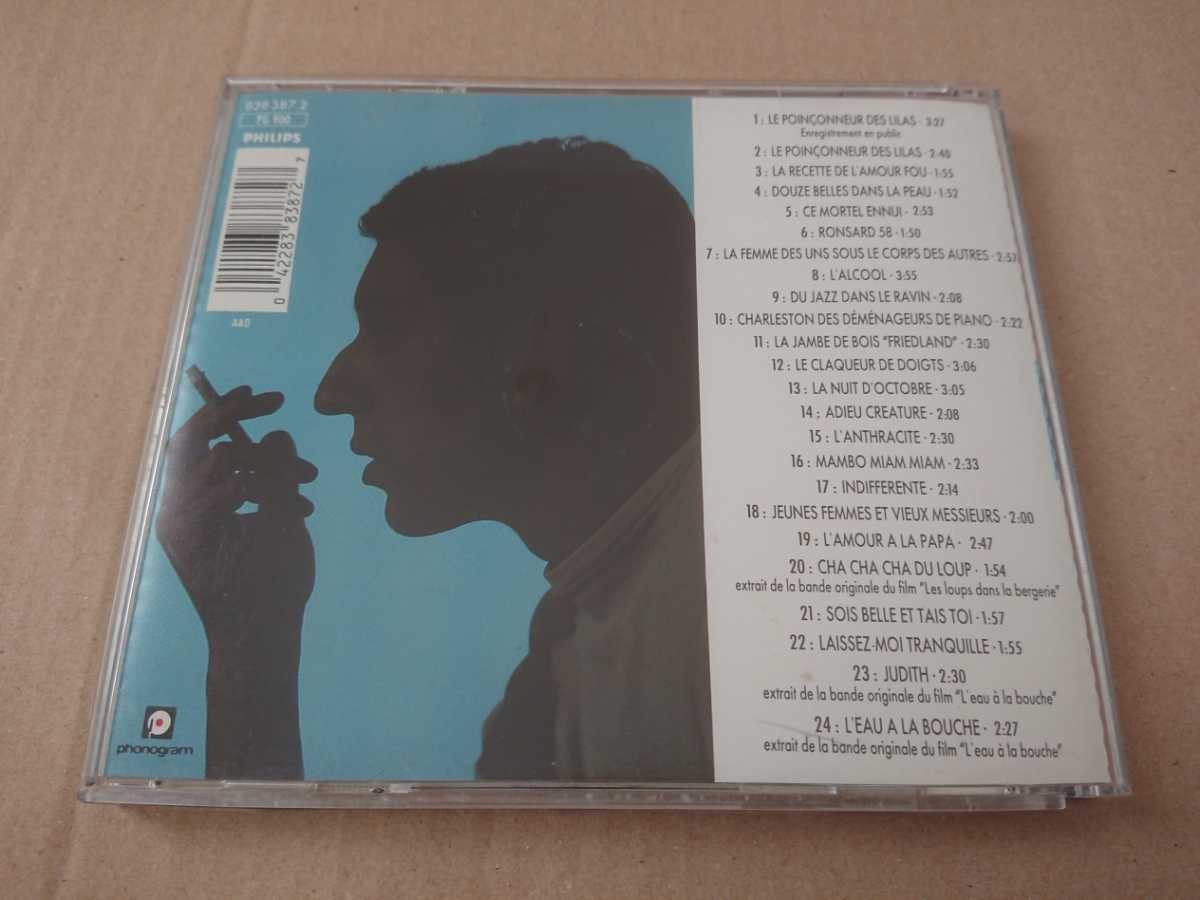 838 387 2
PG 900
PHILIPS
0 42283 83872 7
AAD
phonogram
1 : LE POINÇONNEUR DES LILAS · 3:27
Enregistrement en public
2 : LE POINÇONNEUR DES LILAS · 2:40
3 : LA RECETTE DE L'AMOUR FOU · 1:55
4 : DOUZE BELLES DANS LA PEAU · 1:52
5 : CE MORTEL ENNUI · 2:53
6 : RONSARD 58 · 1:50
7 : LA FEMME DES UNS SOUS LE CORPS DES AUTRES · 2:57
8 : L'ALCOOL · 3:55
9 : DU JAZZ DANS LE RAVIN · 2:08
10 : CHARLESTON DES DÉMÉNAGEURS DE PIANO · 2:22
11 : LA JAMBE DE BOIS "FRIEDLAND" · 2:30
12 : LE CLAQUEUR DE DOIGTS · 3:06
13 : LA NUIT D'OCTOBRE · 3:05
14 : ADIEU CREATURE · 2:08
15 : L'ANTHRACITE · 2:30
16 : MAMBO MIAM MIAM · 2:33
17 : INDIFFERENTE · 2:14
18 : JEUNES FEMMES ET VIEUX MESSIEURS · 2:00
19 : L'AMOUR A LA PAPA · 2:47
20 : CHA CHA CHA DU LOUP · 1:54
extrait de la bande originale du film "Les loups dans la bergerie"
21 : SOIS BELLE ET TAIS TOI · 1:57
22 : LAISSEZ-MOI TRANQUILLE · 1:55
23 : JUDITH · 2:30
extrait de la bande originale du film "L'eau à la bouche"
24 : L'EAU A LA BOUCHE · 2:27
extrait de la bande originale du film "L'eau à la bouche"